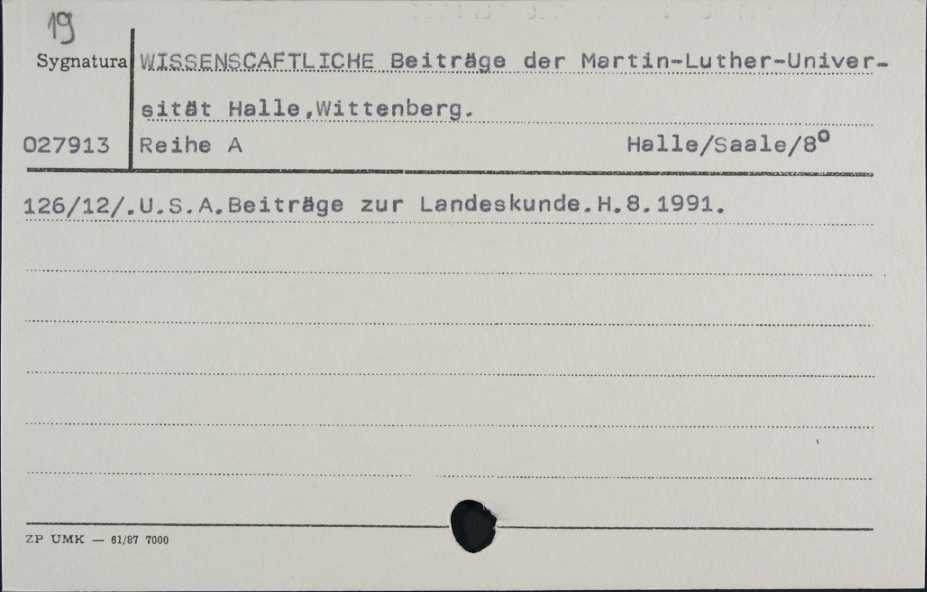 19
Sygnatura WISSENSCAFTLICHE Beiträge der Martin-Luther-Univer-
sität Halle,Wittenberg.
027913 Reihe A Halle/Saale/8º
126/12/.U.S.A.Beiträge zur Landeskunde.H.8.1991.
ZP UMK — 61/87 7000